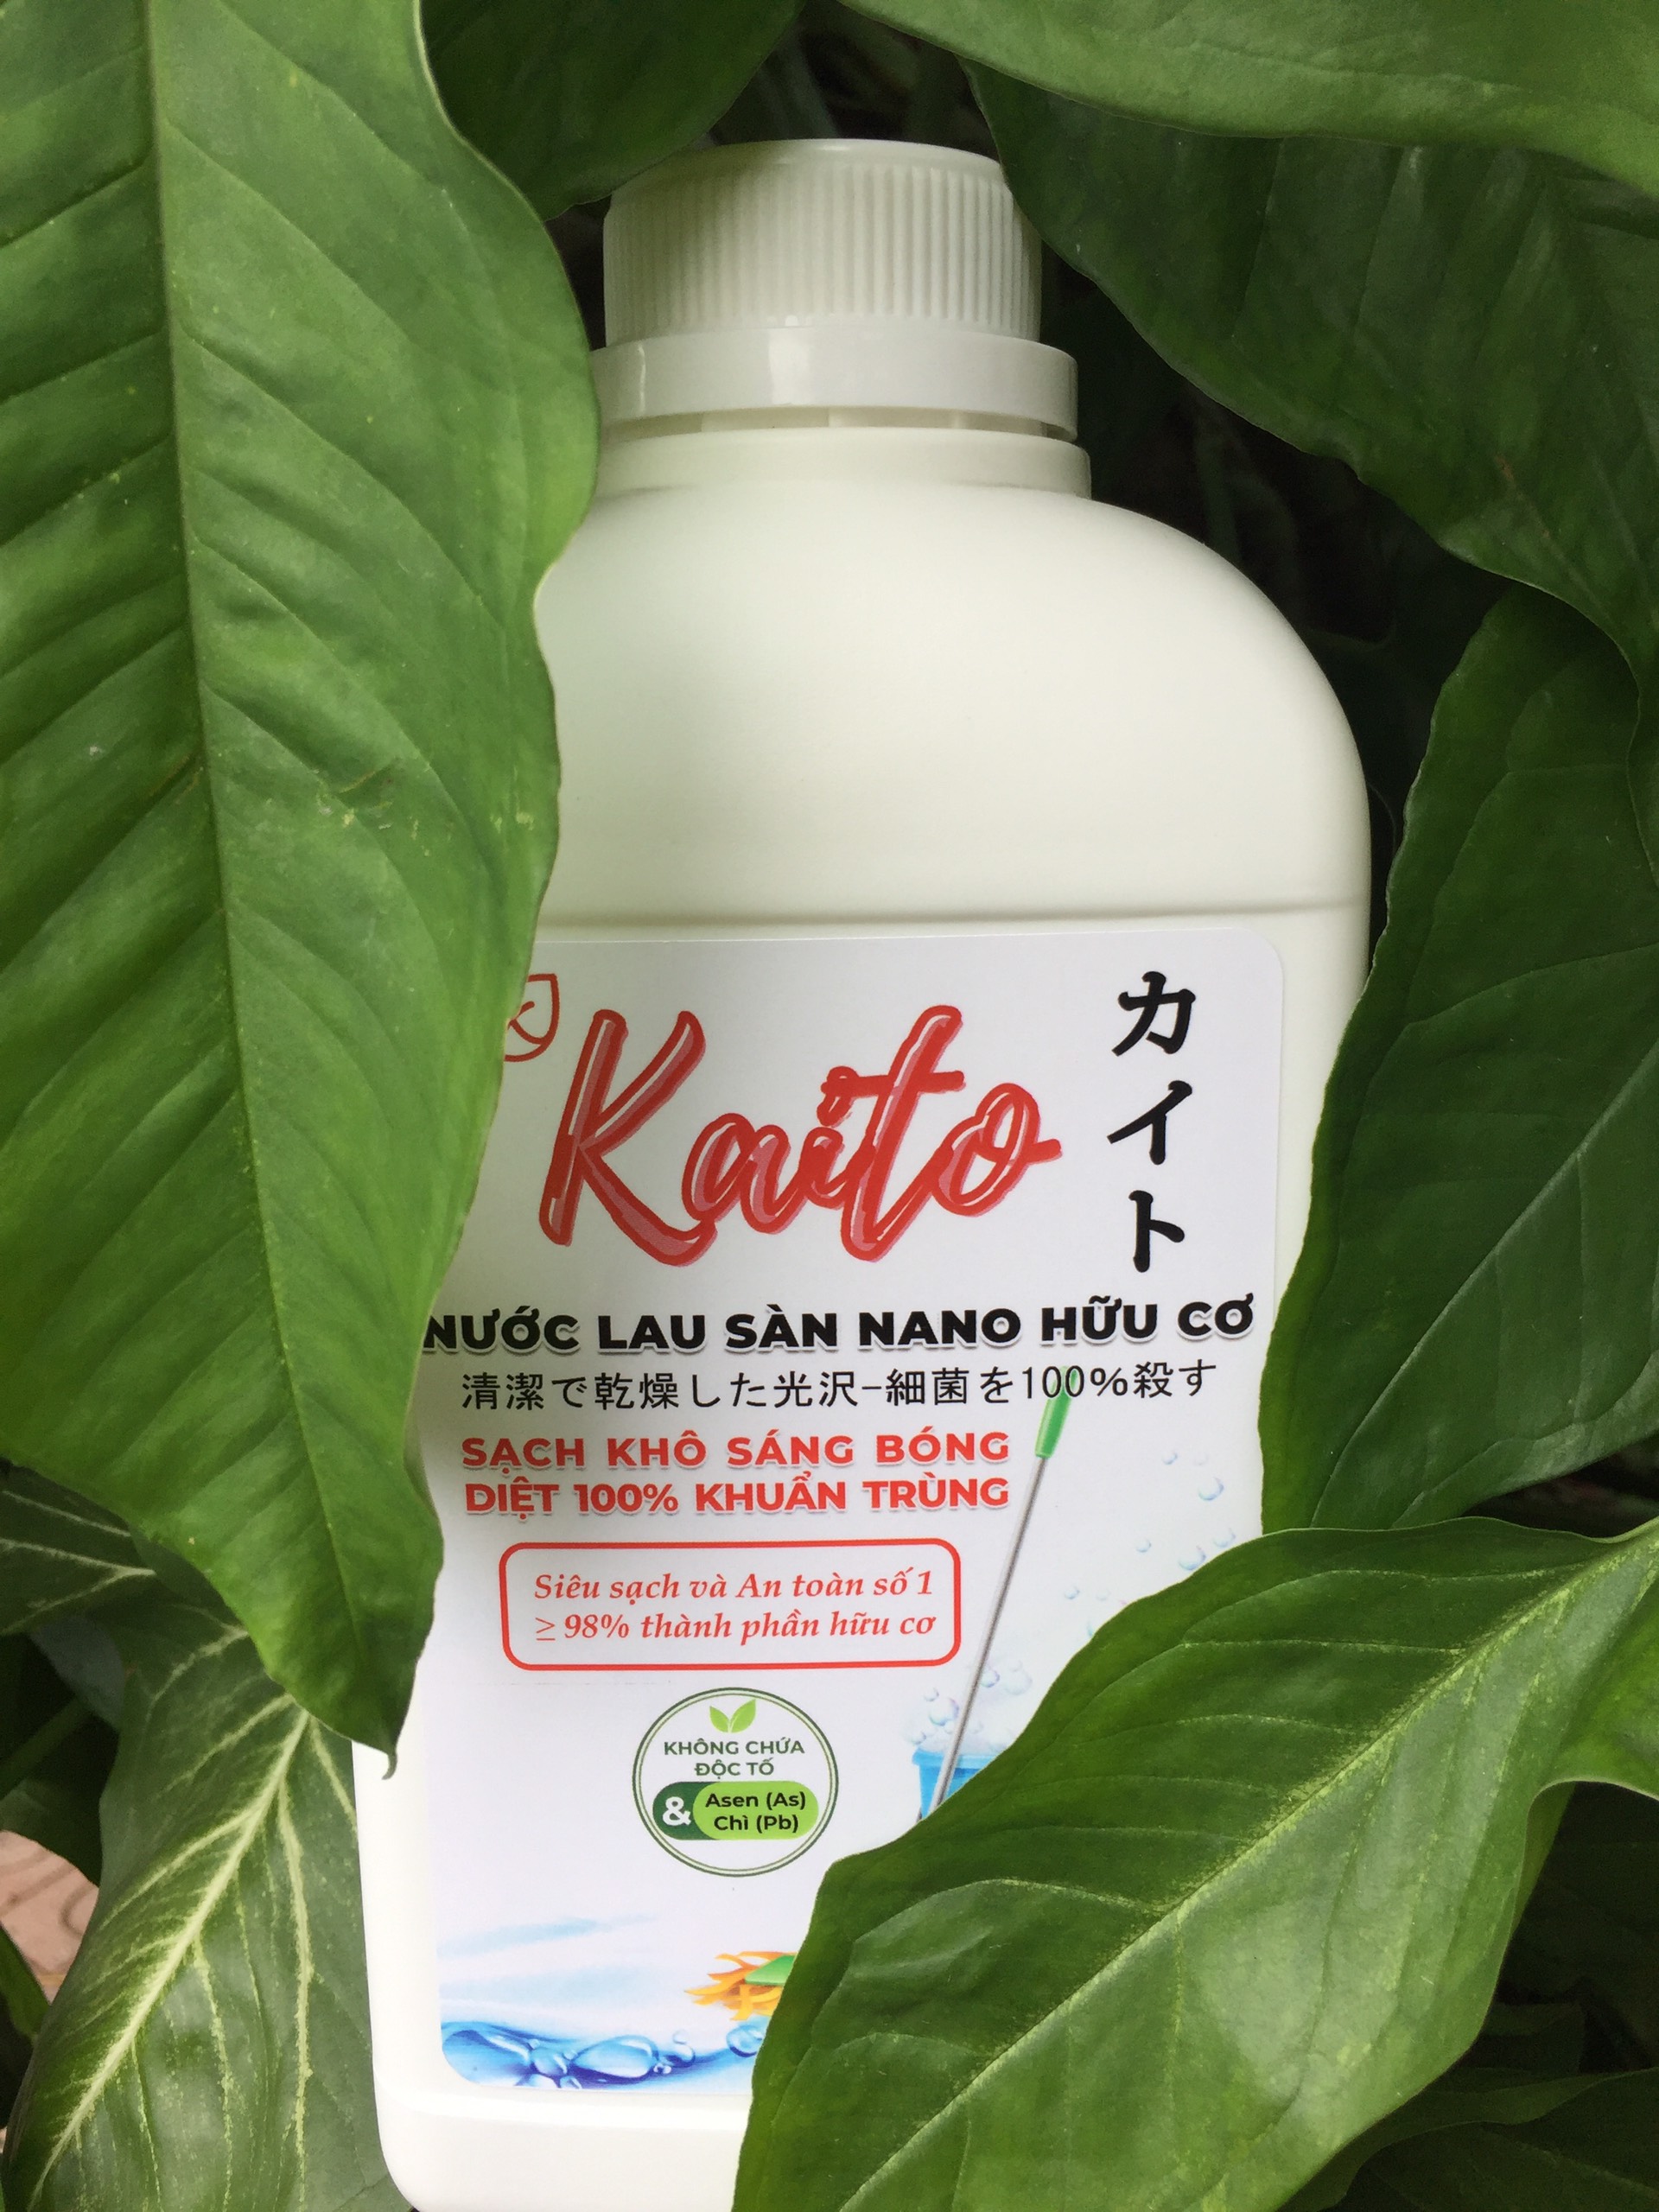 Kaito
カイト
NƯỚC LAU SÀN NANO HỮU CƠ
清潔で乾燥した光沢-細菌を100%殺す
SẠCH KHÔ SÁNG BÓNG
DIỆT 100% KHUẨN TRÙNG
Siêu sạch và An toàn số 1
≥ 98% thành phần hữu cơ
KHÔNG CHỨA
ĐỘC TỐ
& Asen (As)
Chì (Pb)